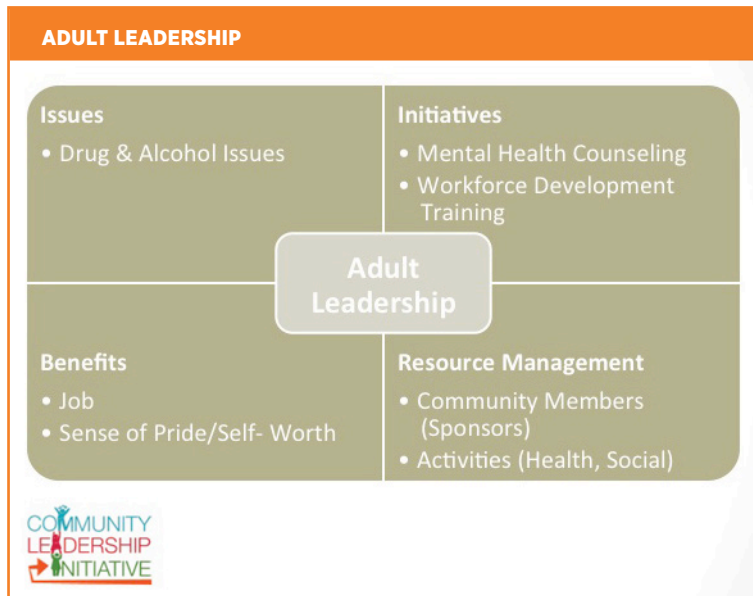 ADULT LEADERSHIP
Issues
• Drug & Alcohol Issues
Initiatives
• Mental Health Counseling
• Workforce Development
Training
Adult
Leadership
Benefits
• Job
• Sense of Pride/Self- Worth
Resource Management
• Community Members
(Sponsors)
• Activities (Health, Social)
COMMUNITY
LEADERSHIP
INITIATIVE